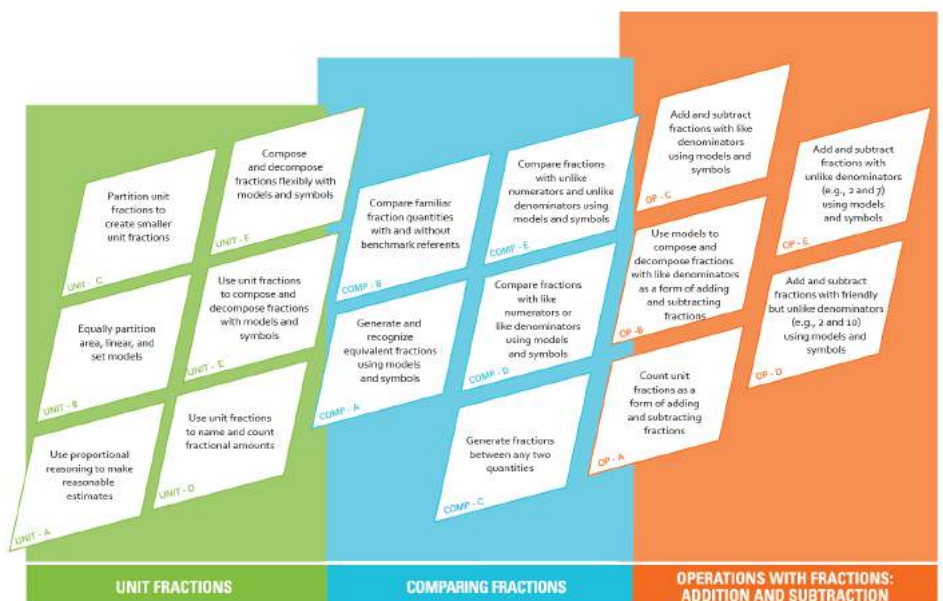 Partition unit
fractions to
create smaller
unit fractions
UNIT - C
Compose
and decompose
fractions flexibly with
models and symbols
UNIT - F
Equally partition
area, linear, and
set models
UNIT - B
Use unit fractions
to compose and
decompose fractions
with models and
symbols
UNIT - E
Use proportional
reasoning to make
reasonable
estimates
UNIT - A
Use unit fractions
to name and count
fractional amounts
UNIT - D
Compare familiar
fraction quantities
with and without
benchmark referents
COMP - B
Compare fractions
with unlike
numerators and unlike
denominators using
models and symbols
COMP - E
Generate and
recognize
equivalent fractions
using models
and symbols
COMP - A
Compare fractions
with like
numerators or
like denominators
using models
and symbols
COMP - D
Generate fractions
between any two
quantities
COMP - C
Add and subtract
fractions with like
denominators
using models and
symbols
OP - C
Add and subtract
fractions with
unlike denominators
(e.g., 2 and 7)
using models
and symbols
OP - E
Use models to
compose and
decompose fractions
with like denominators
as a form of adding
and subtracting
fractions
OP - B
Add and subtract
fractions with friendly
but unlike denominators
(e.g., 2 and 10)
using models and
symbols
OP - D
Count unit
fractions as a
form of adding
and subtracting
fractions
OP - A
UNIT FRACTIONS
COMPARING FRACTIONS
OPERATIONS WITH FRACTIONS:
ADDITION AND SUBTRACTION